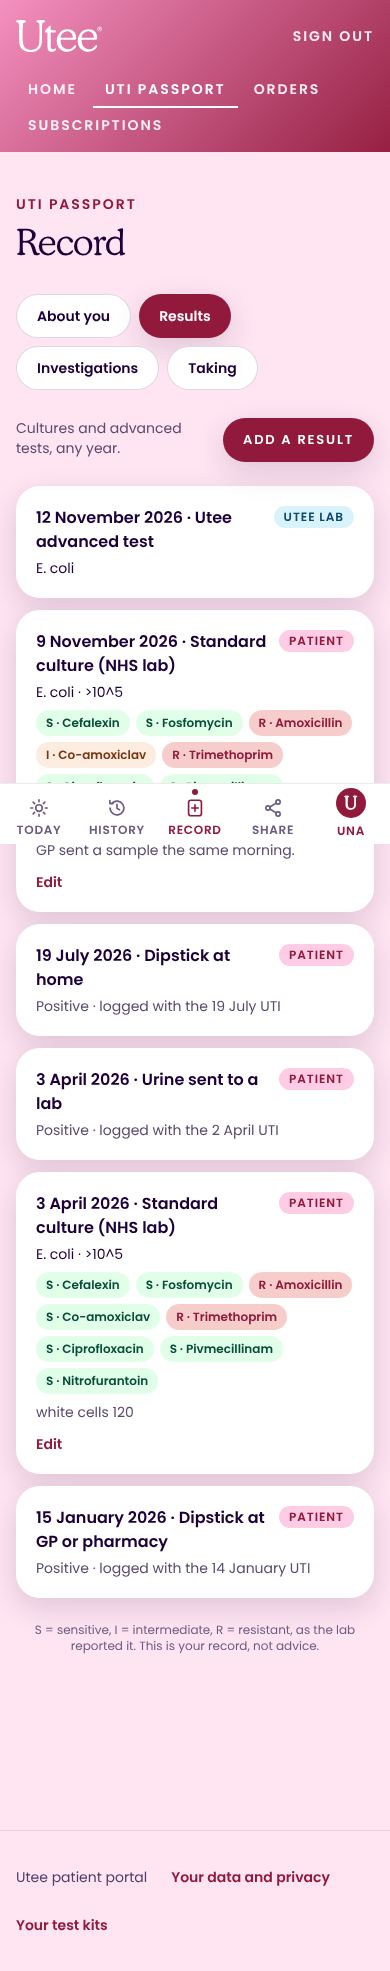 Utee®
SIGN OUT
HOME
UTI PASSPORT
ORDERS
SUBSCRIPTIONS
UTI PASSPORT
Record
About you
Results
Investigations
Taking
Cultures and advanced
tests, any year.
ADD A RESULT
12 November 2026 · Utee
advanced test
UTEE LAB
E. coli
9 November 2026 · Standard
culture (NHS lab)
PATIENT
E. coli · >10^5
S · Cefalexin
S · Fosfomycin
R · Amoxicillin
I · Co-amoxiclav
R · Trimethoprim
TODAY
HISTORY
RECORD
SHARE
U
UNA
GP sent a sample the same morning.
Edit
19 July 2026 · Dipstick at
home
PATIENT
Positive · logged with the 19 July UTI
3 April 2026 · Urine sent to a
lab
PATIENT
Positive · logged with the 2 April UTI
3 April 2026 · Standard
culture (NHS lab)
PATIENT
E. coli · >10^5
S · Cefalexin
S · Fosfomycin
R · Amoxicillin
S · Co-amoxiclav
R · Trimethoprim
S · Ciprofloxacin
S · Pivmecillinam
S · Nitrofurantoin
white cells 120
Edit
15 January 2026 · Dipstick at
GP or pharmacy
PATIENT
Positive · logged with the 14 January UTI
S = sensitive, I = intermediate, R = resistant, as the lab
reported it. This is your record, not advice.
Utee patient portal
Your data and privacy
Your test kits